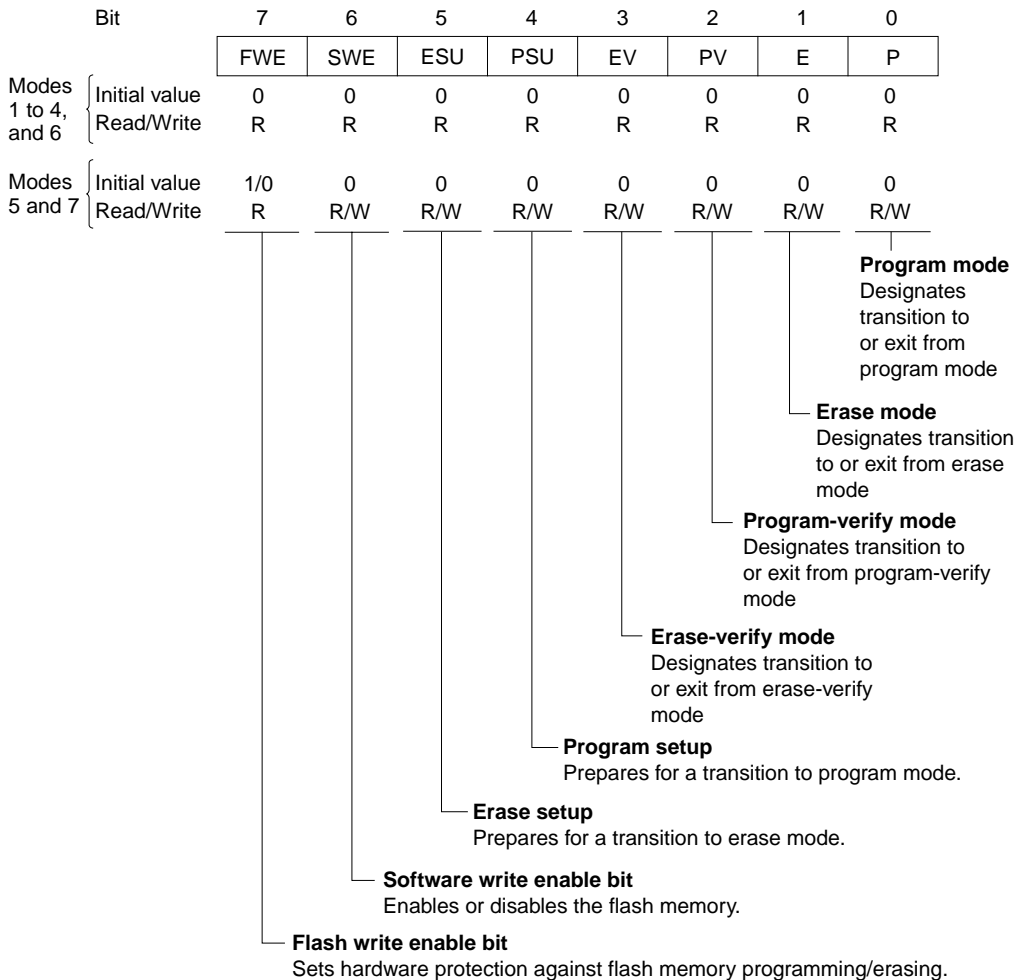 Bit 7 6 5 4 3 2 1 0
FWE SWE ESU PSU EV PV E P
Modes 1 to 4, and 6
Initial value 0 0 0 0 0 0 0 0
Read/Write R R R R R R R R
Modes 5 and 7
Initial value 1/0 0 0 0 0 0 0 0
Read/Write R R/W R/W R/W R/W R/W R/W R/W
Program mode
Designates
transition to
or exit from
program mode
Erase mode
Designates transition
to or exit from erase
mode
Program-verify mode
Designates transition to
or exit from program-verify
mode
Erase-verify mode
Designates transition to
or exit from erase-verify
mode
Program setup
Prepares for a transition to program mode.
Erase setup
Prepares for a transition to erase mode.
Software write enable bit
Enables or disables the flash memory.
Flash write enable bit
Sets hardware protection against flash memory programming/erasing.